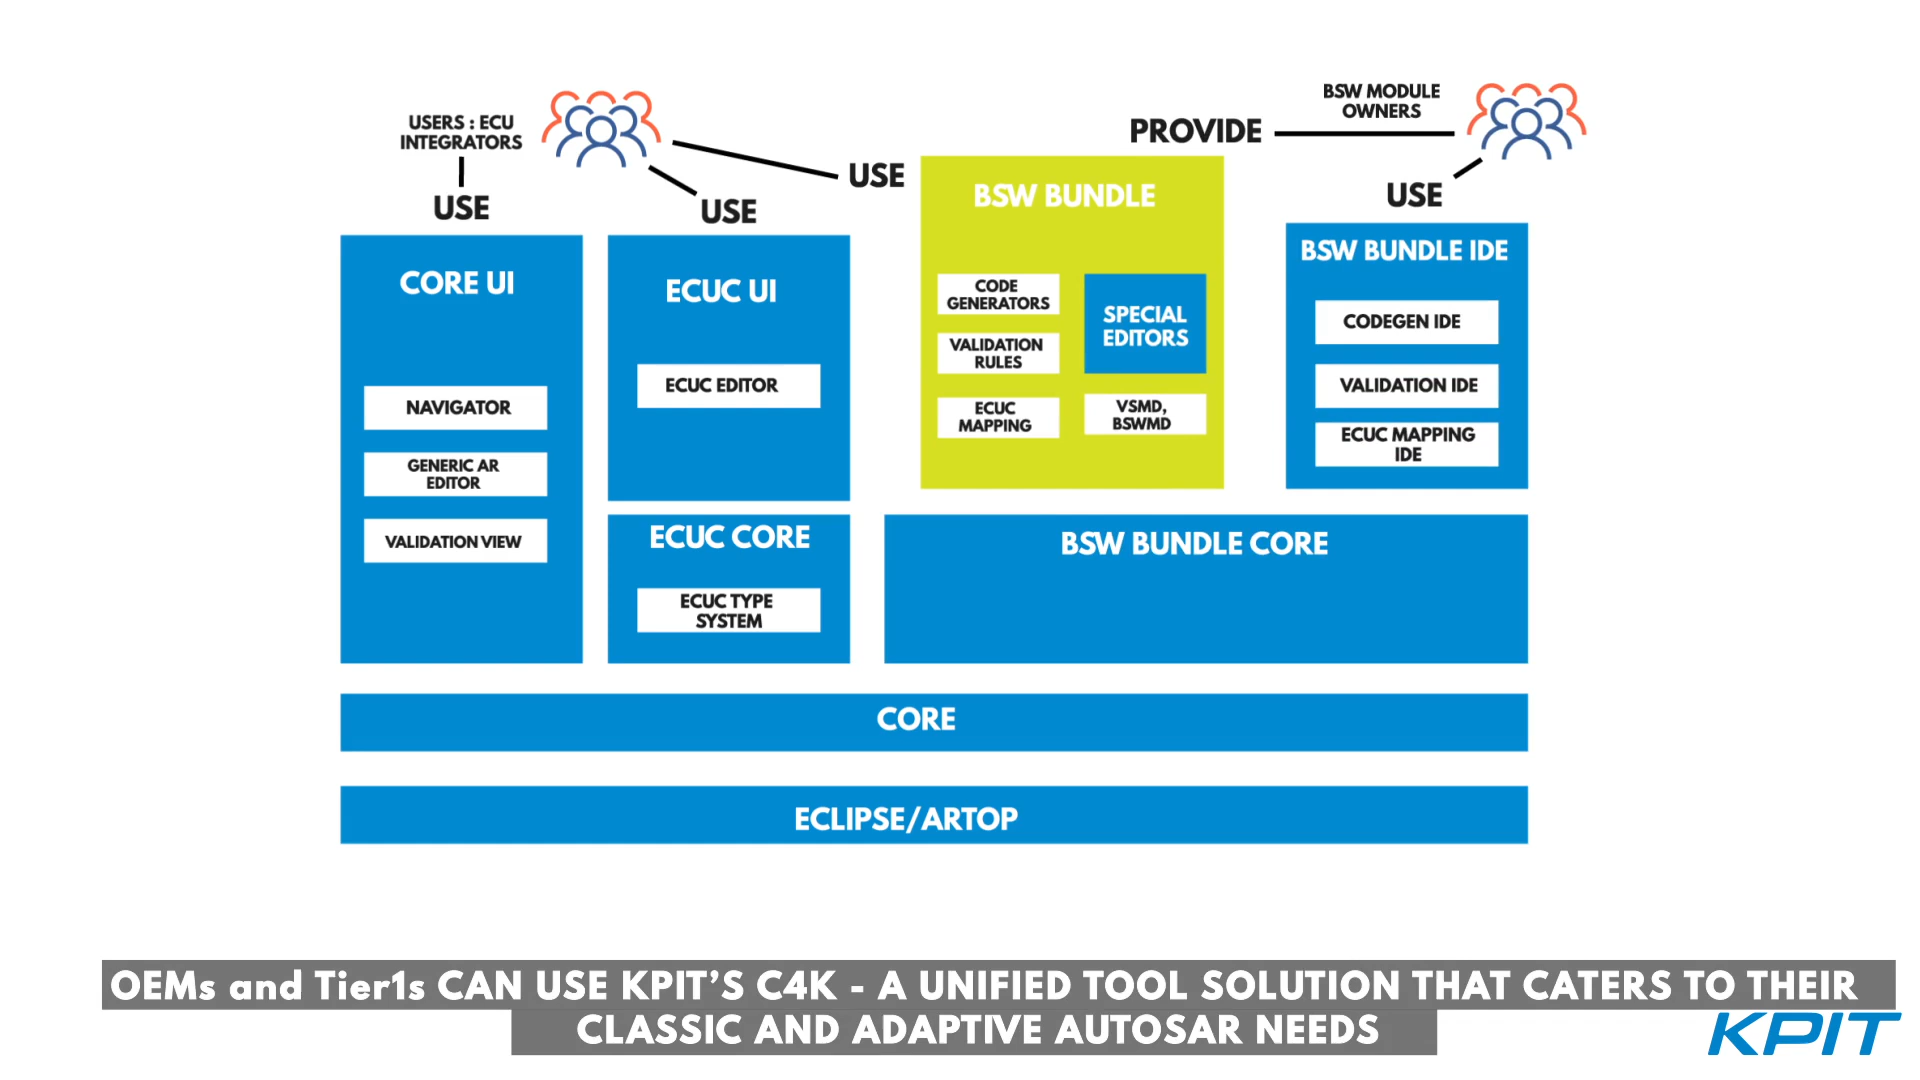 USERS : ECU
INTEGRATORS
USE
USE
USE
PROVIDE
BSW MODULE
OWNERS
USE
CORE UI
NAVIGATOR
GENERIC AR
EDITOR
VALIDATION VIEW
ECUC UI
ECUC EDITOR
ECUC CORE
ECUC TYPE
SYSTEM
BSW BUNDLE
CODE
GENERATORS
VALIDATION
RULES
ECUC
MAPPING
SPECIAL
EDITORS
VSMD,
BSWMD
BSW BUNDLE IDE
CODEGEN IDE
VALIDATION IDE
ECUC MAPPING
IDE
BSW BUNDLE CORE
CORE
ECLIPSE/ARTOP
OEMs and Tier1s CAN USE KPIT’S C4K - A UNIFIED TOOL SOLUTION THAT CATERS TO THEIR
CLASSIC AND ADAPTIVE AUTOSAR NEEDS
KPIT